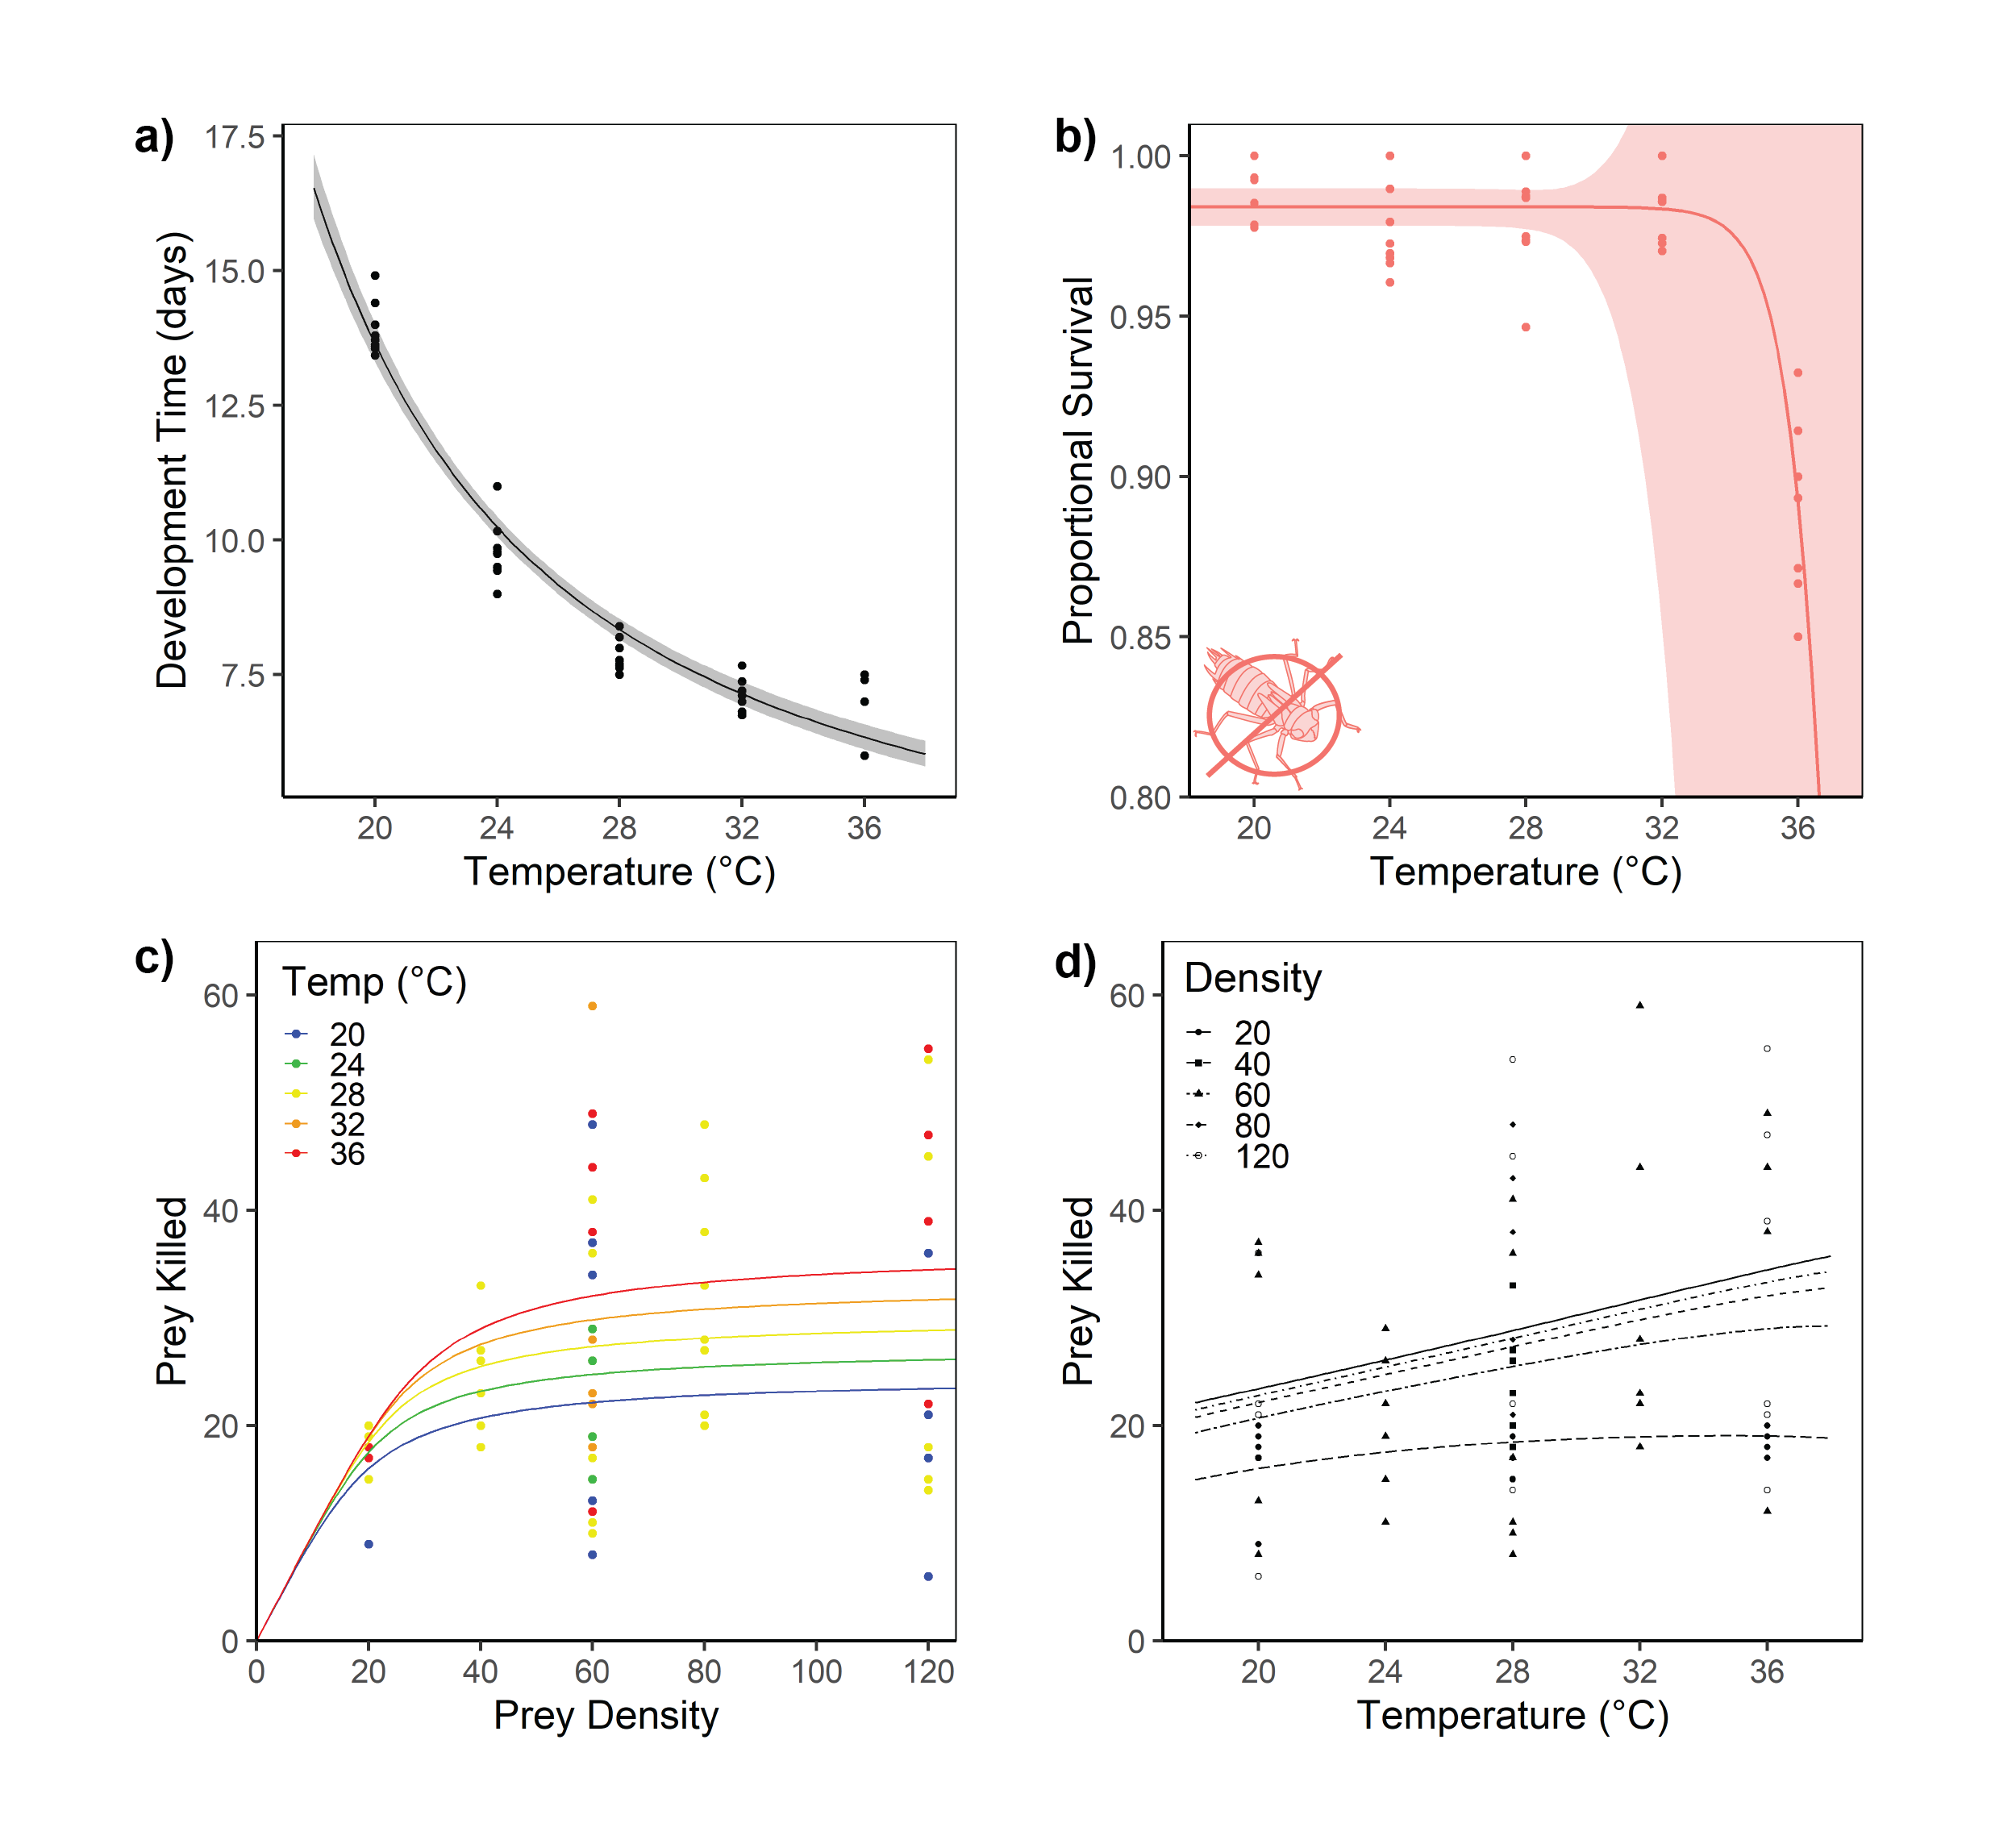 a)
17.5
15.0
12.5
10.0
7.5
Development Time (days)
20 24 28 32 36
Temperature (°C)
b)
1.00
0.95
0.90
0.85
0.80
Proportional Survival
20 24 28 32 36
Temperature (°C)
c)
Temp (°C)
20
24
28
32
36
60
40
20
0
Prey Killed
0 20 40 60 80 100 120
Prey Density
d)
Density
20
40
60
80
120
60
40
20
0
Prey Killed
20 24 28 32 36
Temperature (°C)